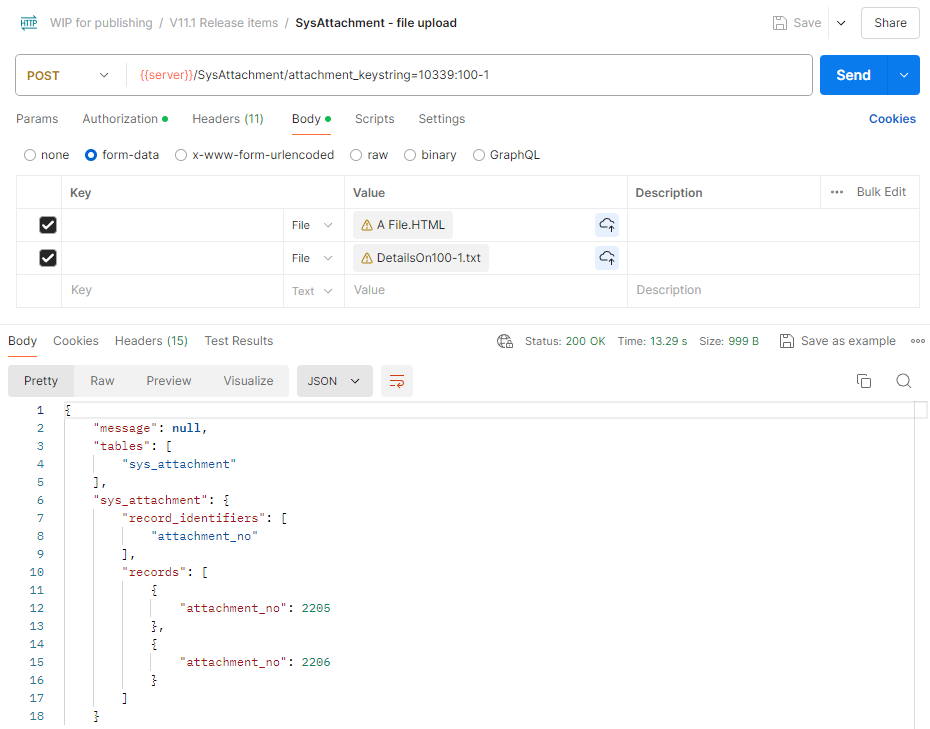 HTTP WIP for publishing / V11.1 Release items / SysAttachment - file upload Save Share
POST {{server}}/SysAttachment/attachment_keystring=10339:100-1 Send
Params Authorization Headers (11) Body Scripts Settings Cookies
none form-data x-www-form-urlencoded raw binary GraphQL
Key Value Description ••• Bulk Edit
File A File.HTML
File DetailsOn100-1.txt
Key Text Value Description
Body Cookies Headers (15) Test Results Status: 200 OK Time: 13.29 s Size: 999 B Save as example
Pretty Raw Preview Visualize JSON
1 {
2 "message": null,
3 "tables": [
4 "sys_attachment"
5 ],
6 "sys_attachment": {
7 "record_identifiers": [
8 "attachment_no"
9 ],
10 "records": [
11 {
12 "attachment_no": 2205
13 },
14 {
15 "attachment_no": 2206
16 }
17 ]
18 }